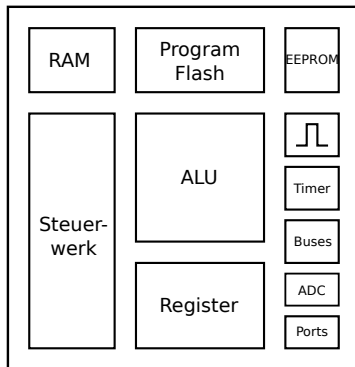 RAM
Program
Flash
EEPROM
Steuer-
werk
ALU
Register
Timer
Buses
ADC
Ports